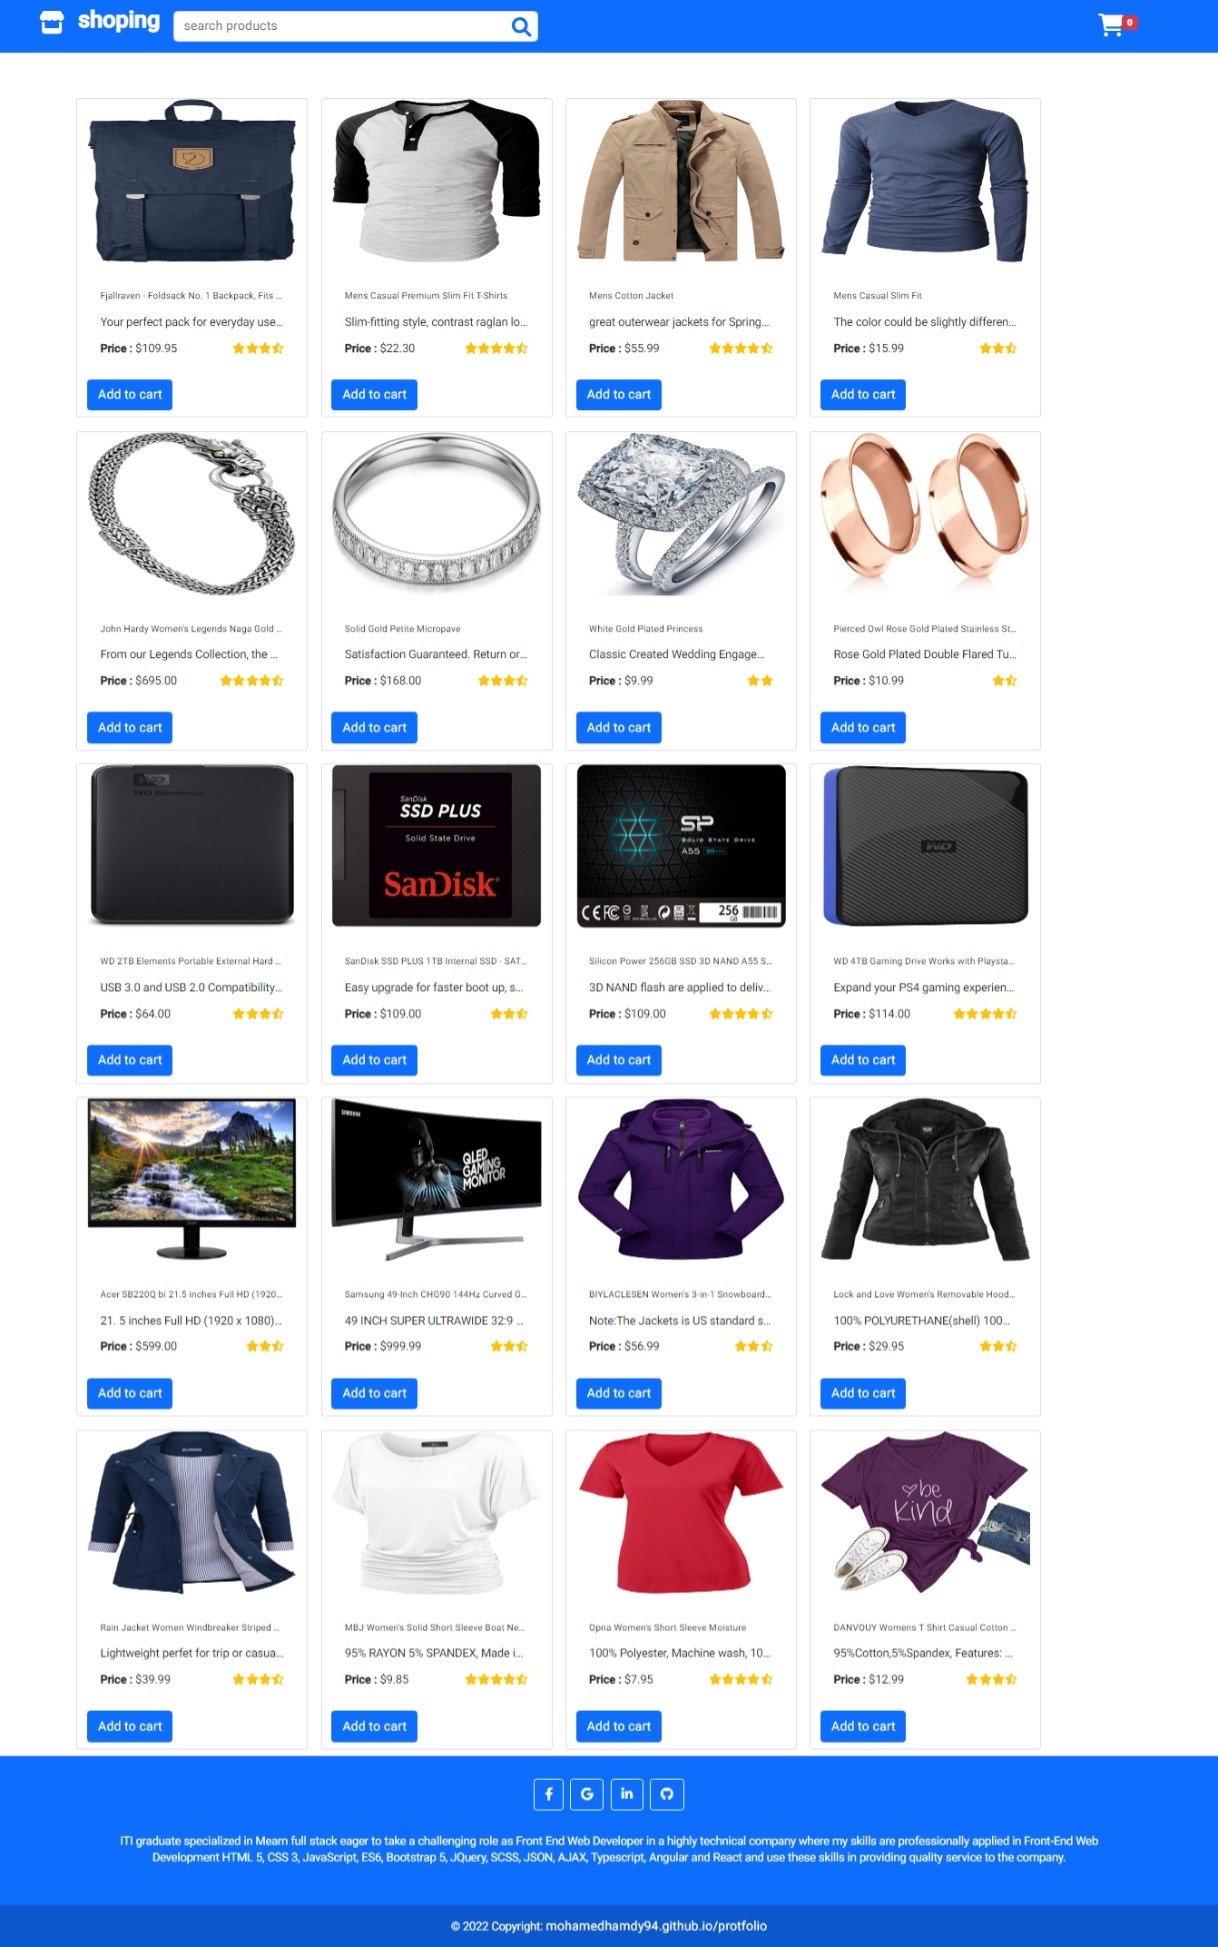 shoping
search products
0
Fjallraven - Foldsack No. 1 Backpack, Fits ...
Your perfect pack for everyday use...
Price : $109.95
Add to cart
Mens Casual Premium Slim Fit T-Shirts
Slim-fitting style, contrast raglan lo...
Price : $22.30
Add to cart
Mens Cotton Jacket
great outerwear jackets for Spring...
Price : $55.99
Add to cart
Mens Casual Slim Fit
The color could be slightly differen...
Price : $15.99
Add to cart
John Hardy Women's Legends Naga Gold ...
From our Legends Collection, the ...
Price : $695.00
Add to cart
Solid Gold Petite Micropave
Satisfaction Guaranteed. Return or...
Price : $168.00
Add to cart
White Gold Plated Princess
Classic Created Wedding Engage...
Price : $9.99
Add to cart
Pierced Owl Rose Gold Plated Stainless St...
Rose Gold Plated Double Flared Tu...
Price : $10.99
Add to cart
WD
WD Elements
WD 2TB Elements Portable External Hard ...
USB 3.0 and USB 2.0 Compatibility...
Price : $64.00
Add to cart
SanDisk
SSD PLUS
Solid State Drive
SanDisk
SanDisk SSD PLUS 1TB Internal SSD - SAT...
Easy upgrade for faster boot up, s...
Price : $109.00
Add to cart
SP
SOLID STATE DRIVE
A55
256
GB
Silicon Power 256GB SSD 3D NAND A55 S...
3D NAND flash are applied to deliv...
Price : $109.00
Add to cart
WD
WD 4TB Gaming Drive Works with Playsta...
Expand your PS4 gaming experien...
Price : $114.00
Add to cart
Acer SB220Q bi 21.5 inches Full HD (1920...
21. 5 inches Full HD (1920 x 1080)...
Price : $599.00
Add to cart
SAMSUNG
QLED
GAMING
MONITOR
Samsung 49-Inch CHG90 144Hz Curved G...
49 INCH SUPER ULTRAWIDE 32:9 ...
Price : $999.99
Add to cart
BIYLACLESEN Women's 3-in-1 Snowboard...
Note:The Jackets is US standard s...
Price : $56.99
Add to cart
Lock and Love Women's Removable Hood...
100% POLYURETHANE(shell) 100...
Price : $29.95
Add to cart
Rain Jacket Women Windbreaker Striped ...
Lightweight perfet for trip or casua...
Price : $39.99
Add to cart
MBJ Women's Solid Short Sleeve Boat Ne...
95% RAYON 5% SPANDEX, Made i...
Price : $9.85
Add to cart
Opna Women's Short Sleeve Moisture
100% Polyester, Machine wash, 10...
Price : $7.95
Add to cart
be
Kind
DANVOUY Womens T Shirt Casual Cotton ...
95%Cotton,5%Spandex, Features: ...
Price : $12.99
Add to cart
ITI graduate specialized in Mearn full stack eager to take a challenging role as Front End Web Developer in a highly technical company where my skills are professionally applied in Front-End Web
Development HTML 5, CSS 3, JavaScript, ES6, Bootstrap 5, JQuery, SCSS, JSON, AJAX, Typescript, Angular and React and use these skills in providing quality service to the company.
© 2022 Copyright: mohamedhamdy94.github.io/protfolio